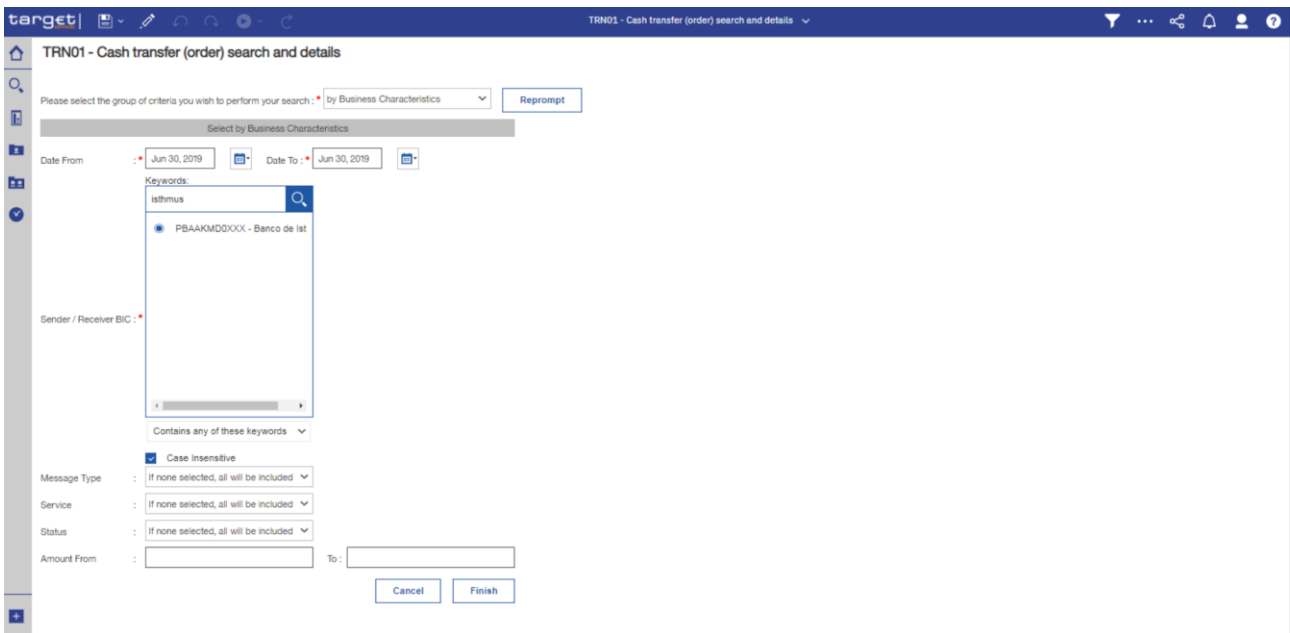 target|
TRN01 - Cash transfer (order) search and details
TRN01 - Cash transfer (order) search and details
Please select the group of criteria you wish to perform your search : * by Business Characteristics Reprompt
Select by Business Characteristics
Date From : * Jun 30, 2019 Date To : * Jun 30, 2019
Keywords:
isthmus
PBAAKMD0XXX - Banco de Ist
Sender / Receiver BIC : *
Contains any of these keywords
Case Insensitive
Message Type : If none selected, all will be included
Service : If none selected, all will be included
Status : If none selected, all will be included
Amount From : To :
Cancel Finish